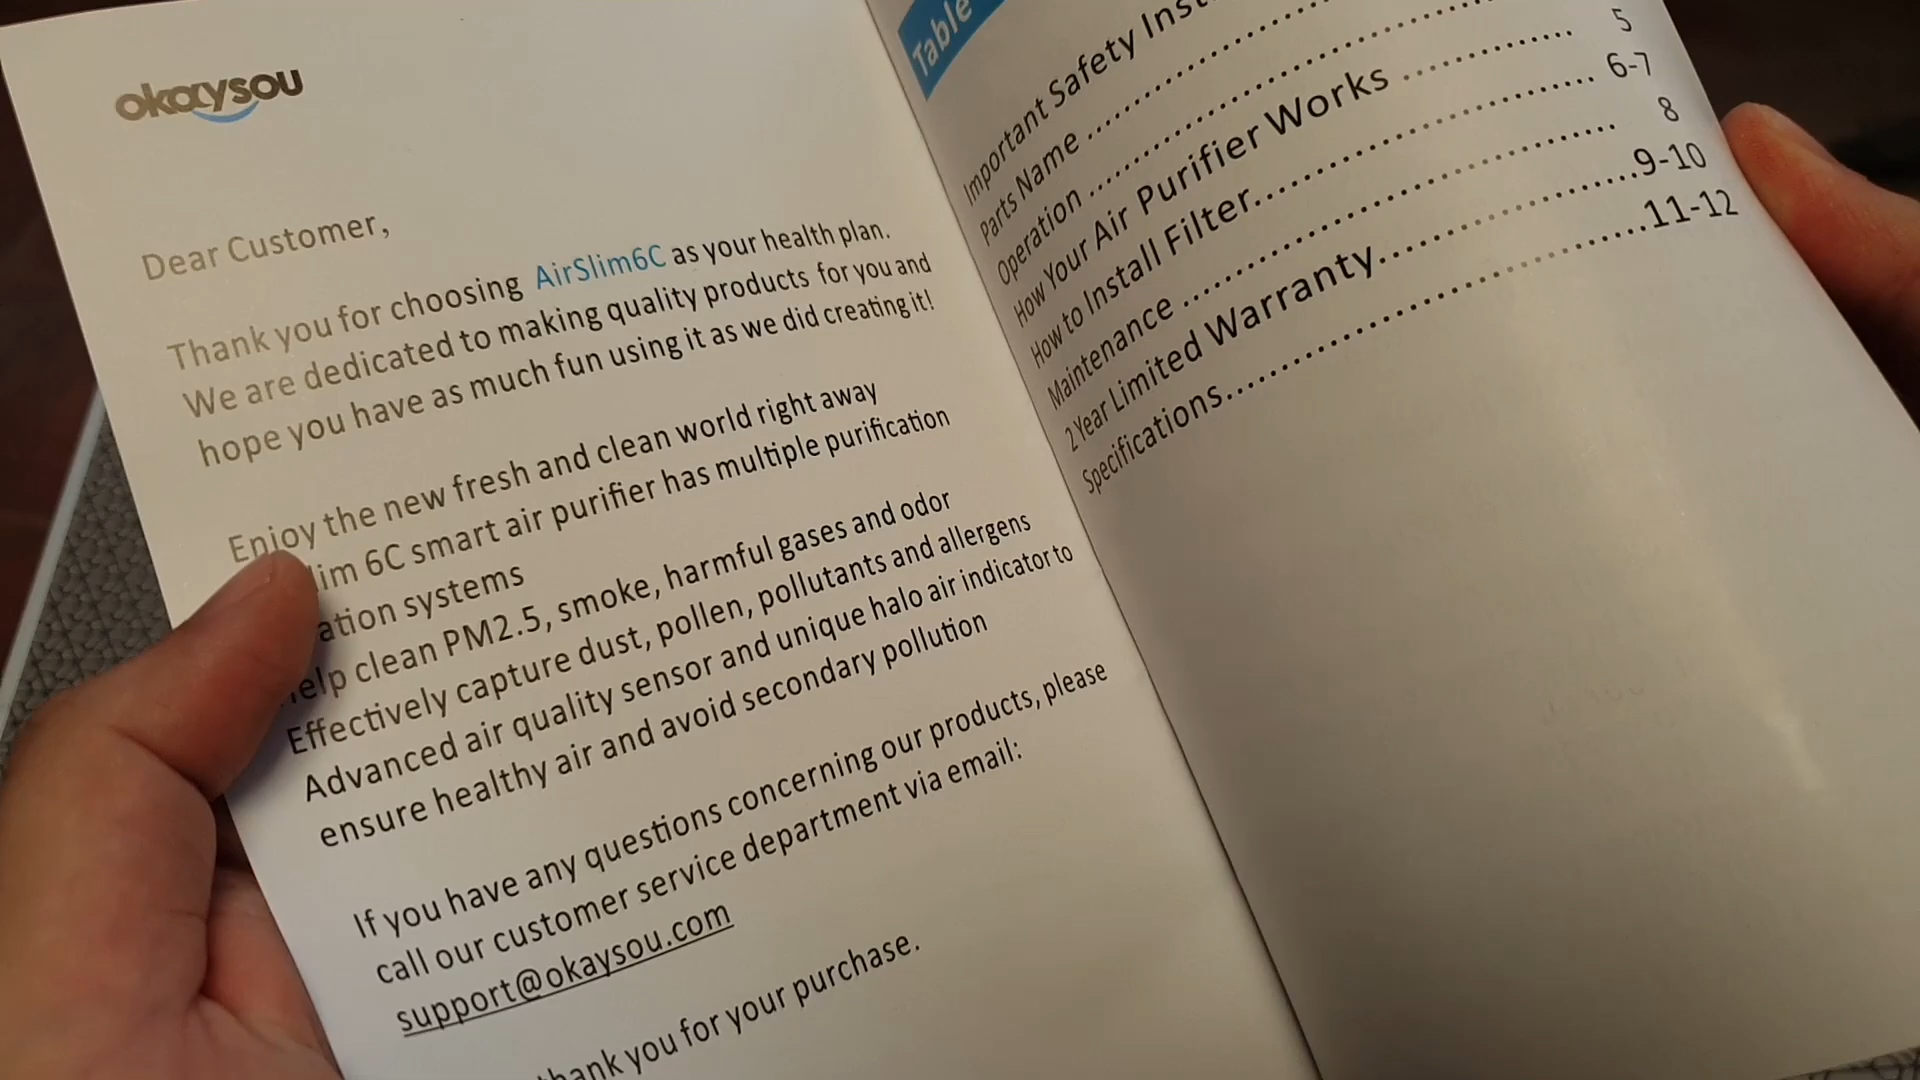 okaysou
Dear Customer,
Thank you for choosing AirSlim6C as your health plan.
We are dedicated to making quality products for you and
hope you have as much fun using it as we did creating it!
Enjoy the new fresh and clean world right away
lim 6C smart air purifier has multiple purification
ation systems
elp clean PM2.5, smoke, harmful gases and odor
Effectively capture dust, pollen, pollutants and allergens
Advanced air quality sensor and unique halo air indicator to
ensure healthy air and avoid secondary pollution
If you have any questions concerning our products, please
call our customer service department via email:
support@okaysou.com
hank you for your purchase.
Table
Important Safety Inst
Parts Name ..........
Operation ..........
How Your Air Purifier Works .......... 5
How to Install Filter.......... 6-7
Maintenance .......... 8
2 Year Limited Warranty..........9-10
Specifications..........11-12